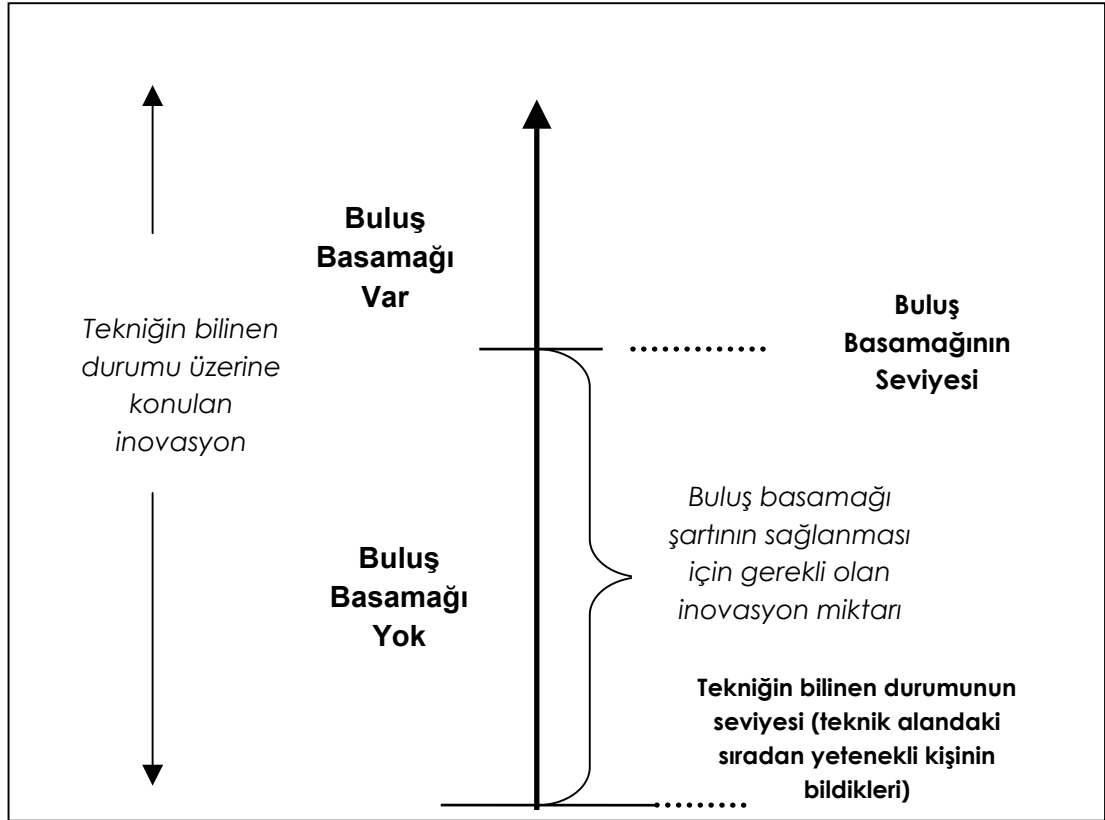 Buluş
Basamağı
Var
Tekniğin bilinen
durumu üzerine
konulan
inovasyon
Buluş
Basamağının
Seviyesi
Buluş basamağı
şartının sağlanması
için gerekli olan
inovasyon miktarı
Buluş
Basamağı
Yok
Tekniğin bilinen durumunun
seviyesi (teknik alandaki
sıradan yetenekli kişinin
bildikleri)